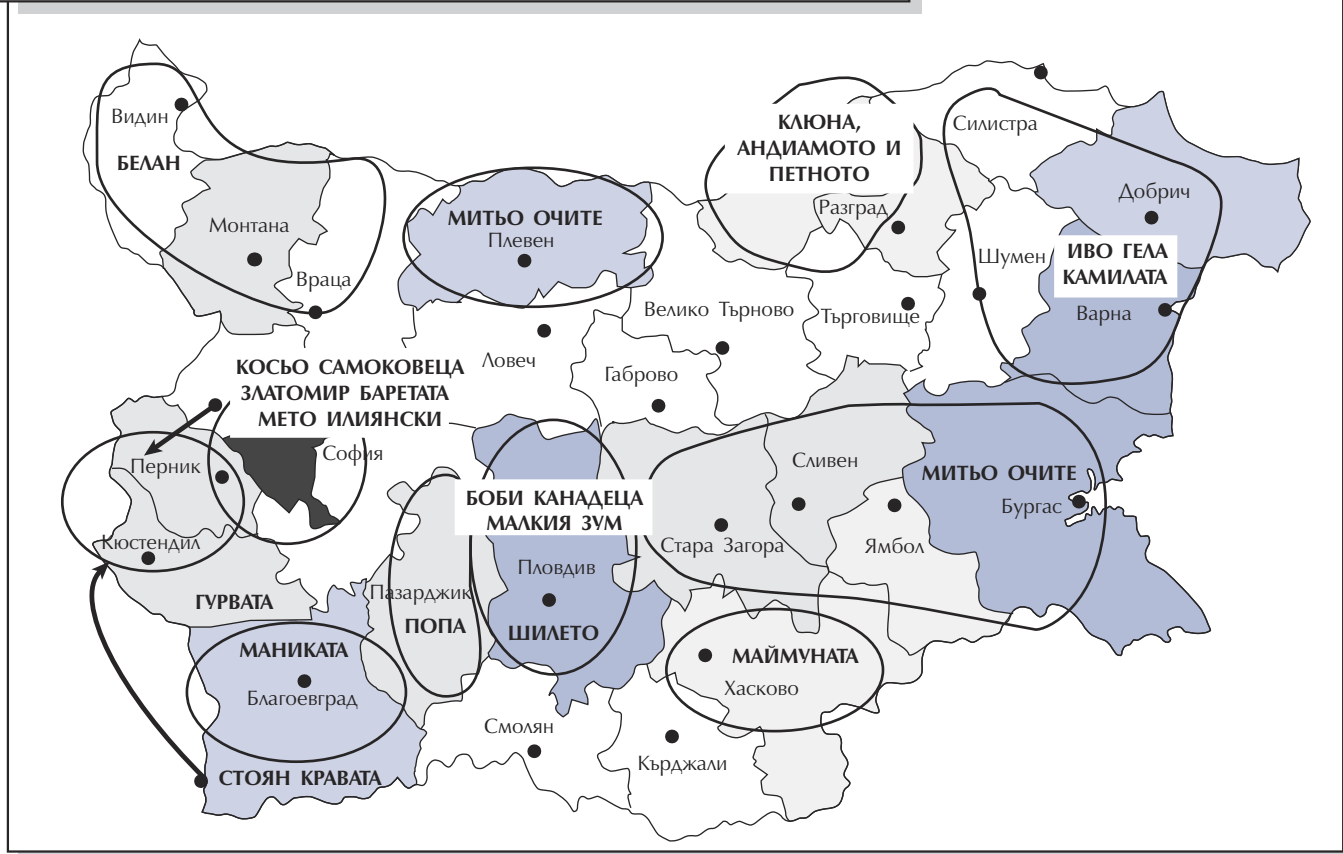 Видин
БЕЛАН
Монтана
Враца
МИТЬО ОЧИТЕ
Плевен
КЛЮНА,
АНДИАМОТО И
ПЕТНОТО
Разград
Силистра
Добрич
Шумен
ИВО ГЕЛА
КАМИЛАТА
Варна
Велико Търново
Търговище
Ловеч
Габрово
КОСЬО САМОКОВЕЦА
ЗЛАТОМИР БАРЕТАТА
МЕТО ИЛИЯНСКИ
София
Перник
Кюстендил
ГУРВАТА
БОБИ КАНАДЕЦА
МАЛКИЯ ЗУМ
Пловдив
ШИЛЕТО
Пазарджик
ПОПА
Сливен
Стара Загора
Ямбол
МИТЬО ОЧИТЕ
Бургас
МАНИКАТА
Благоевград
СТОЯН КРАВАТА
МАЙМУНАТА
Хасково
Смолян
Кърджали